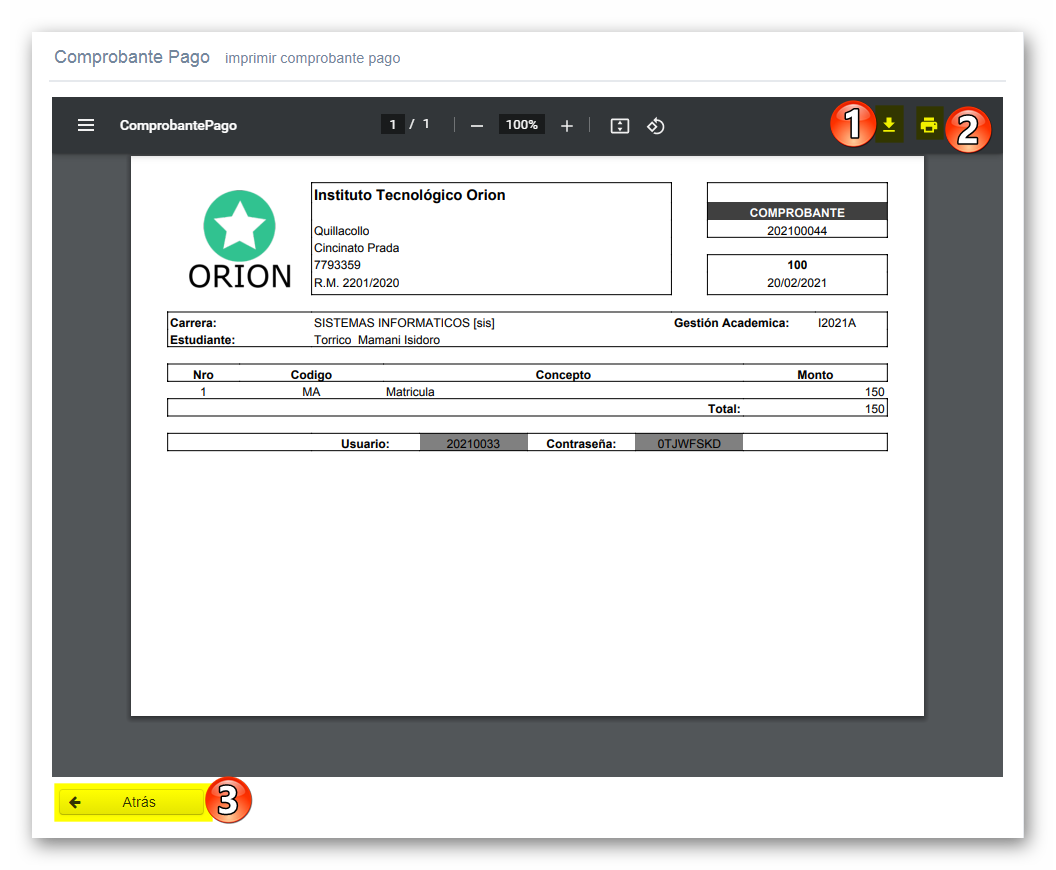 Comprobante Pago imprimir comprobante pago
ComprobantePago 1 / 1 100% 1 2
ORION
Instituto Tecnológico Orion
Quillacollo
Cincinato Prada
7793359
R.M. 2201/2020
COMPROBANTE
202100044
100
20/02/2021
Carrera: SISTEMAS INFORMATICOS [sis] Gestión Academica: I2021A
Estudiante: Torrico Mamani Isidoro
Nro Codigo Concepto Monto
1 MA Matricula 150
Total: 150
Usuario: 20210033 Contraseña: 0TJWFSKD
Atrás 3